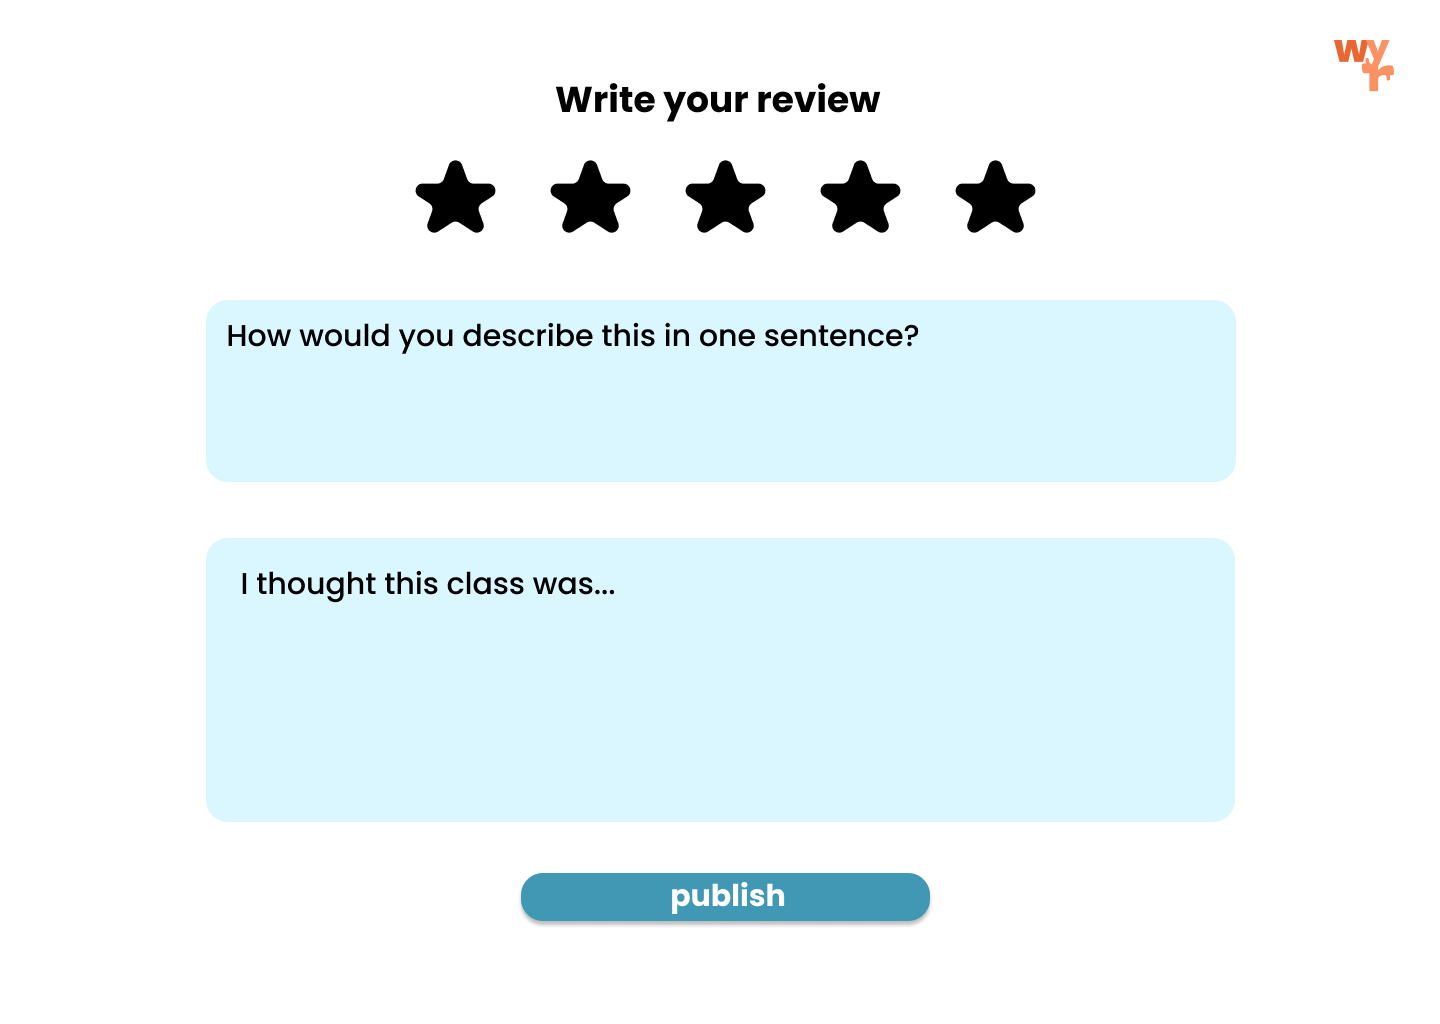 wy
r
Write your review
How would you describe this in one sentence?
I thought this class was...
publish